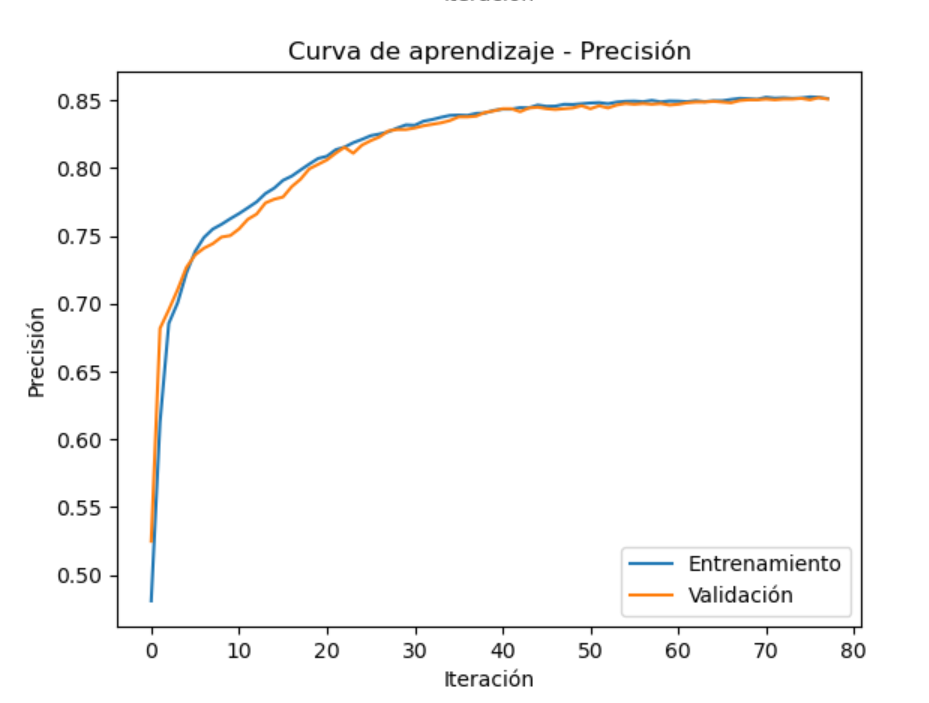 Curva de aprendizaje - Precisión
0.85
0.80
0.75
0.70
0.65
0.60
0.55
0.50
Precisión
Entrenamiento
Validación
0 10 20 30 40 50 60 70 80
Iteración